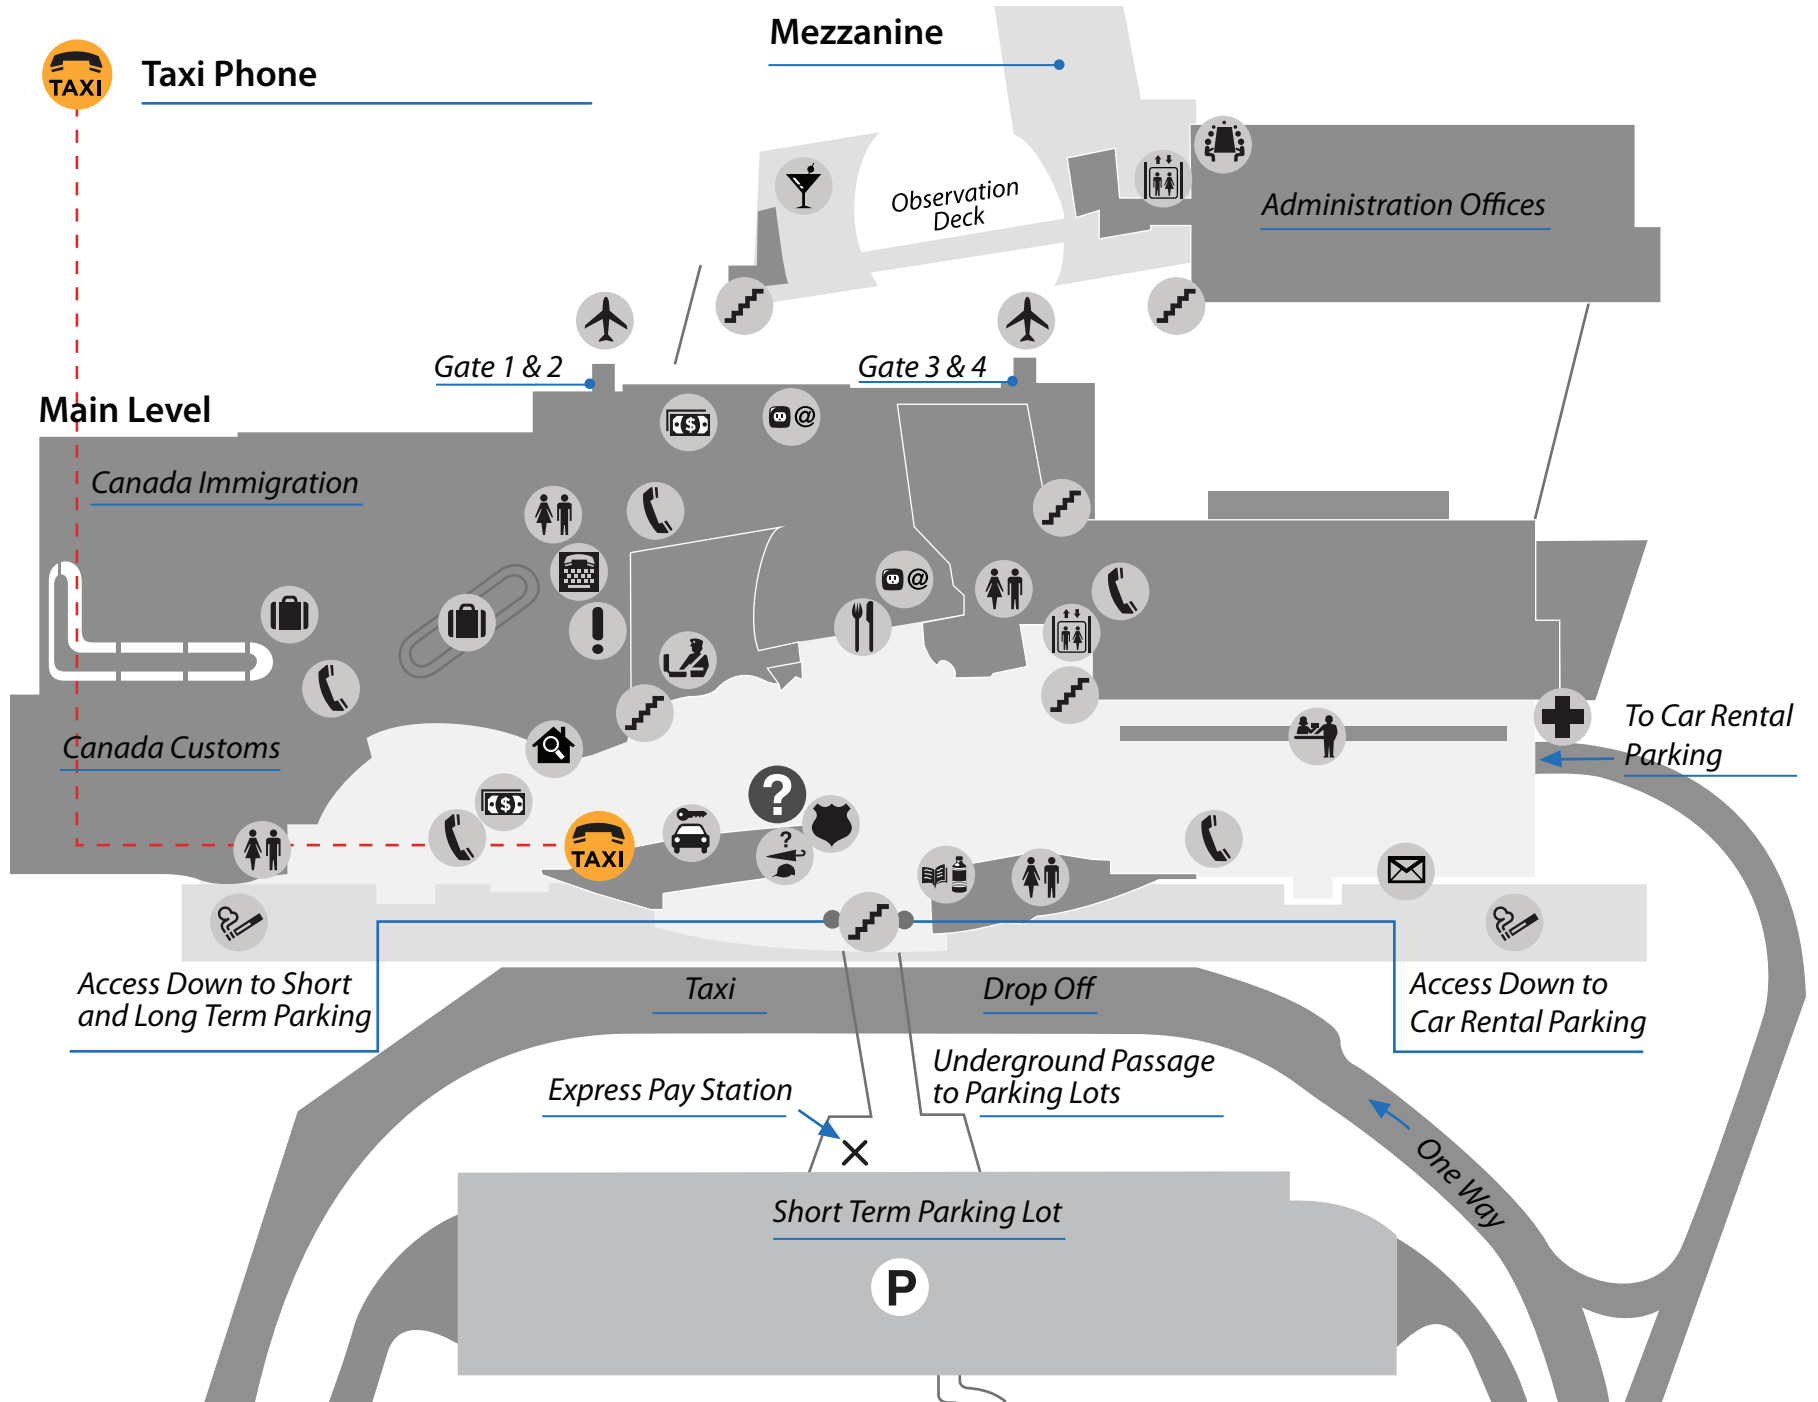 Mezzanine
TAXI
Taxi Phone
Observation
Deck
Administration Offices
Gate 1 & 2
Gate 3 & 4
$
@
Main Level
Canada Immigration
@
To Car Rental
Parking
Canada Customs
$
?
?
TAXI
Access Down to Short
and Long Term Parking
Taxi
Drop Off
Access Down to
Car Rental Parking
Underground Passage
to Parking Lots
Express Pay Station
One Way
Short Term Parking Lot
P